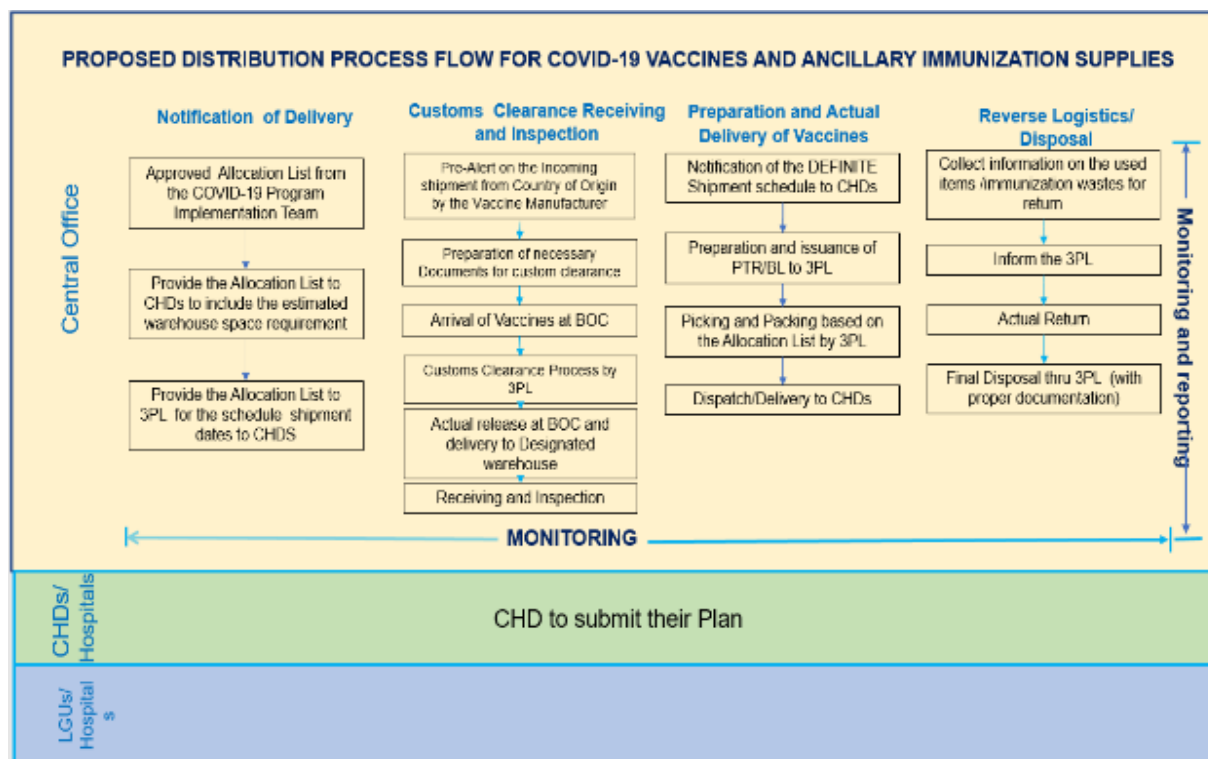 PROPOSED DISTRIBUTION PROCESS FLOW FOR COVID-19 VACCINES AND ANCILLARY IMMUNIZATION SUPPLIES
Central Office
Notification of Delivery
Approved Allocation List from
the COVID-19 Program
Implementation Team
Provide the Allocation List to
CHDs to include the estimated
warehouse space requirement
Provide the Allocation List to
3PL for the schedule shipment
dates to CHDS
Customs Clearance Receiving
and Inspection
Pre-Alert on the Incoming
shipment from Country of Origin
by the Vaccine Manufacturer
Preparation of necessary
Documents for custom clearance
Arrival of Vaccines at BOC
Customs Clearance Process by
3PL
Actual release at BOC and
delivery to Designated
warehouse
Receiving and Inspection
Preparation and Actual
Delivery of Vaccines
Notification of the DEFINITE
Shipment schedule to CHDs
Preparation and issuance of
PTR/BL to 3PL
Picking and Packing based on
the Allocation List by 3PL
Dispatch/Delivery to CHDs
Reverse Logistics/
Disposal
Collect information on the used
items /immunization wastes for
return
Inform the 3PL
Actual Return
Final Disposal thru 3PL (with
proper documentation)
Monitoring and reporting
MONITORING
CHDs/
Hospitals
CHD to submit their Plan
LGUs/
Hospital
s